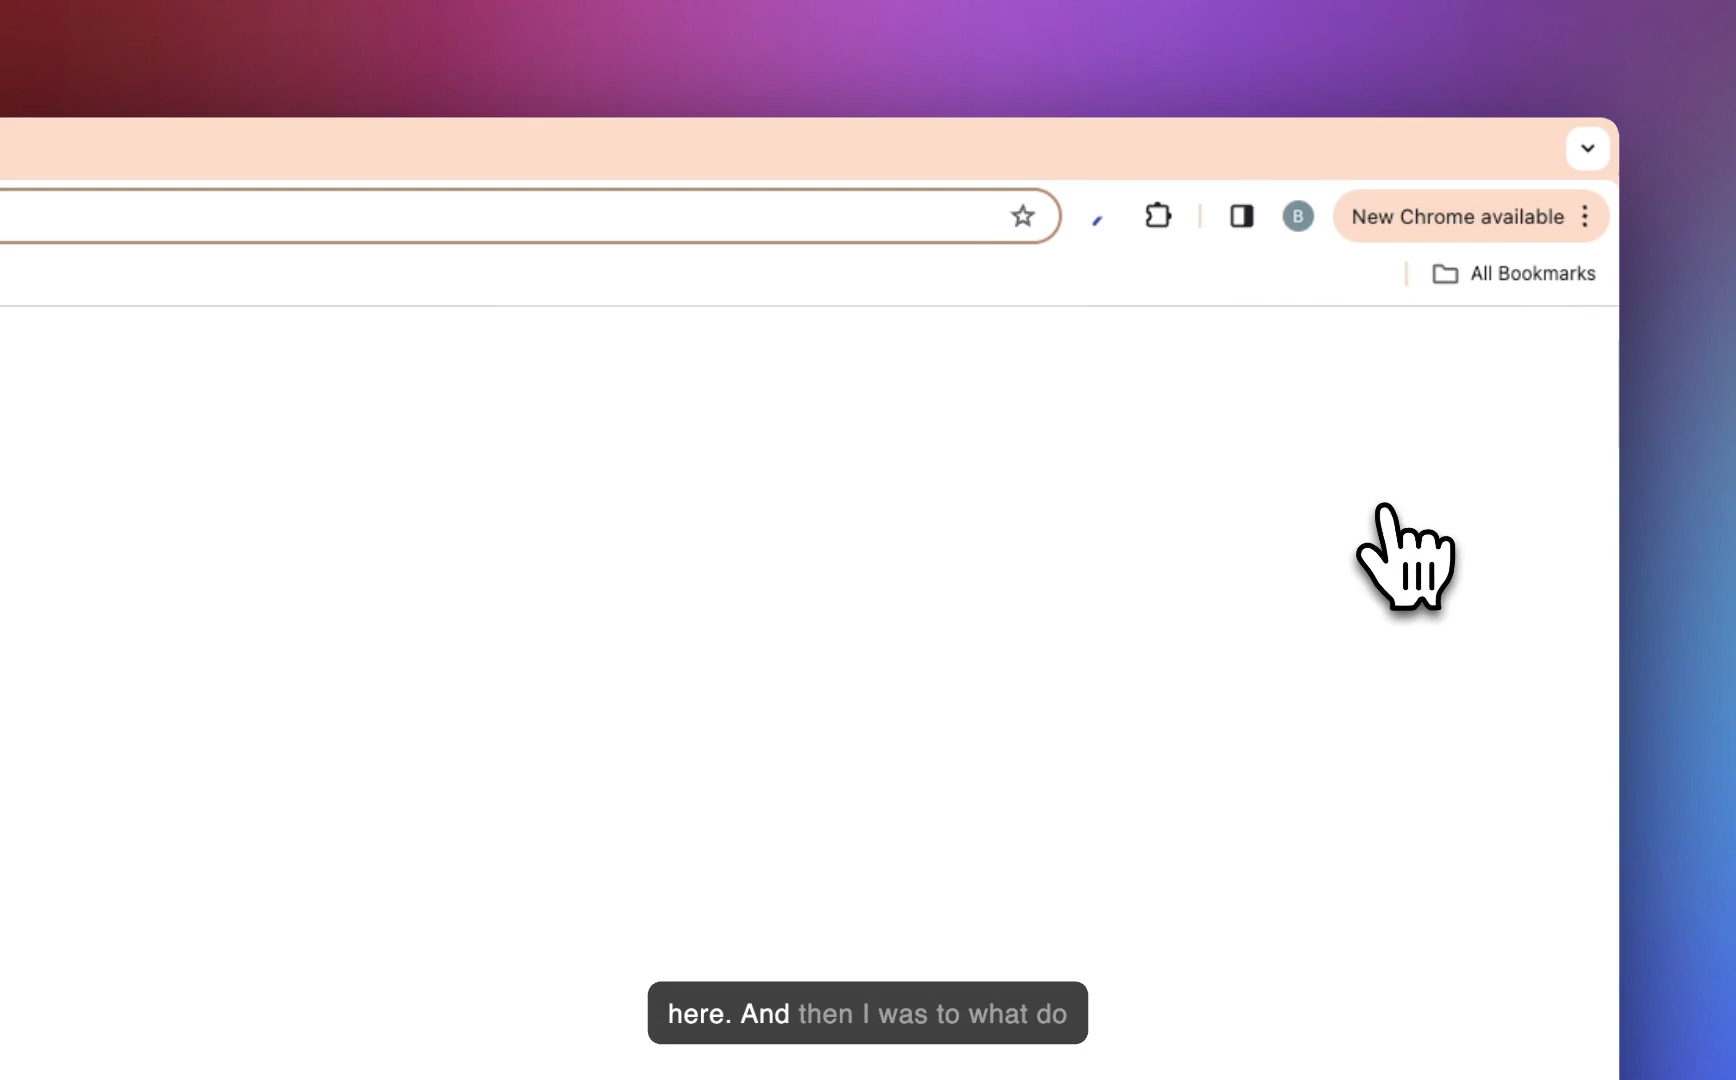 B
New Chrome available
All Bookmarks
here. And then I was to what do